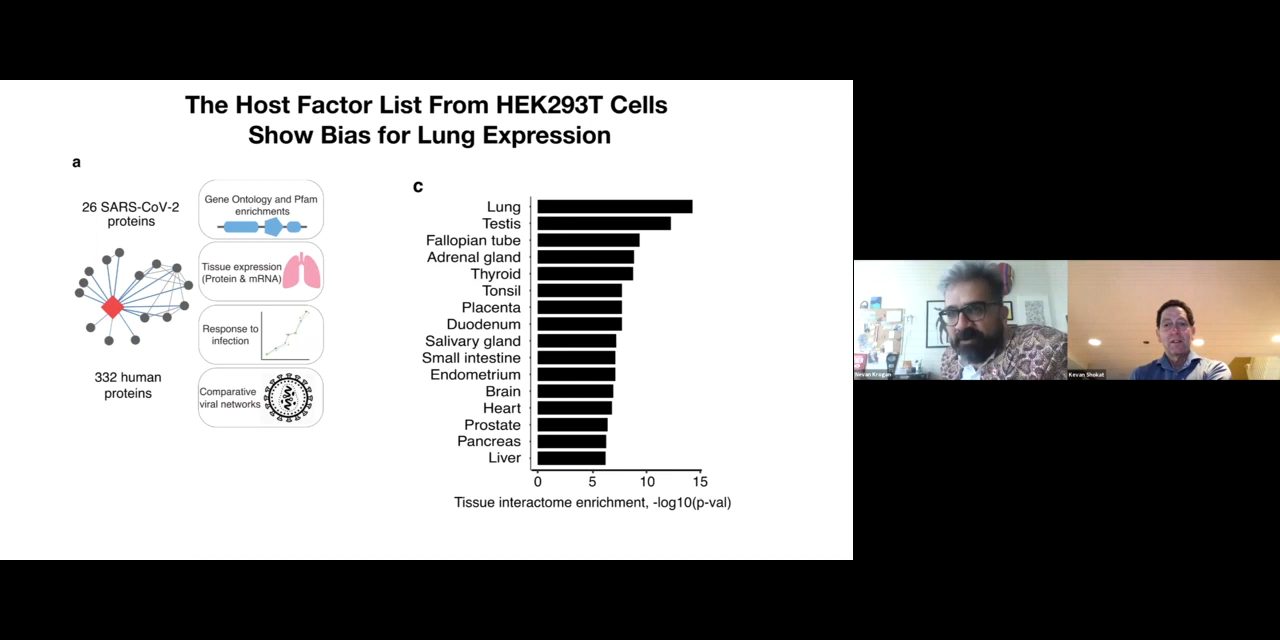 The Host Factor List From HEK293T Cells
Show Bias for Lung Expression
a
26 SARS-CoV-2
proteins
332 human
proteins
Gene Ontology and Pfam
enrichments
Tissue expression
(Protein & mRNA)
Response to
infection
Comparative
viral networks
c
Lung
Testis
Fallopian tube
Adrenal gland
Thyroid
Tonsil
Placenta
Duodenum
Salivary gland
Small intestine
Endometrium
Brain
Heart
Prostate
Pancreas
Liver
0 5 10 15
Tissue interactome enrichment, -log10(p-val)
Nevan Krogan
Kevan Shokat